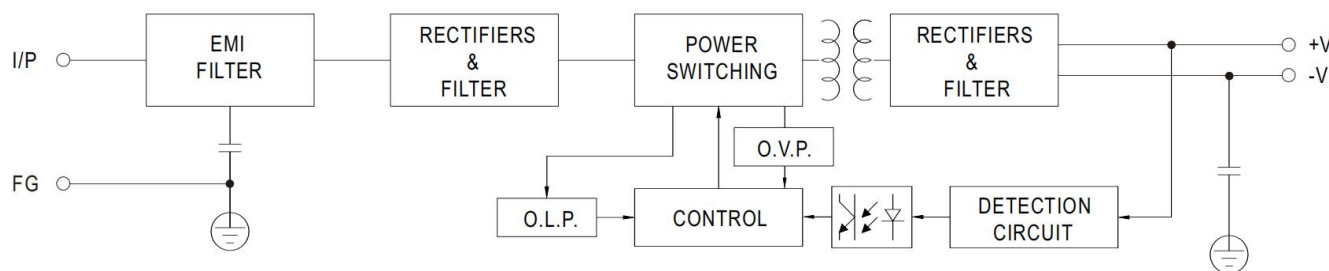 I/P
EMI
FILTER
RECTIFIERS
&
FILTER
POWER
SWITCHING
RECTIFIERS
&
FILTER
+V
-V
O.V.P.
FG
O.L.P.
CONTROL
DETECTION
CIRCUIT